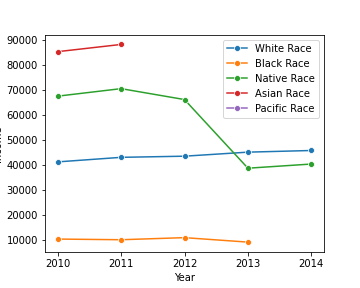 90000
80000
70000
60000
50000
40000
30000
20000
10000
2010 2011 2012 2013 2014
Year
White Race
Black Race
Native Race
Asian Race
Pacific Race